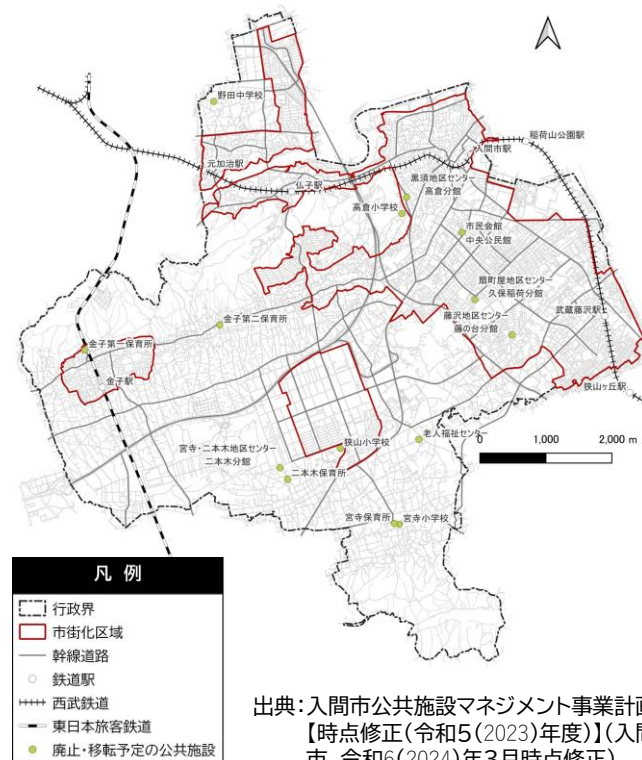 野田中学校
稲荷山公園駅
入間市駅
元加治駅
仏子駅
黒須地区センター
高倉分館
高倉小学校
市民会館
中央公民館
扇町屋地区センター
久保稲荷分館
武蔵藤沢駅
藤沢地区センター
藤の台分館
金子第二保育所
金子第一保育所
金子駅
狭山ヶ丘駅
老人福祉センター
狭山小学校
宮寺・二本木地区センター
二本木分館
二本木保育所
宮寺保育所
宮寺小学校
0 1,000 2,000 m
凡 例
行政界
市街化区域
幹線道路
鉄道駅
西武鉄道
東日本旅客鉄道
廃止・移転予定の公共施設
出典:入間市公共施設マネジメント事業計画
【時点修正(令和5(2023)年度)】(入間
市、令和6(2024)年3月時点修正)